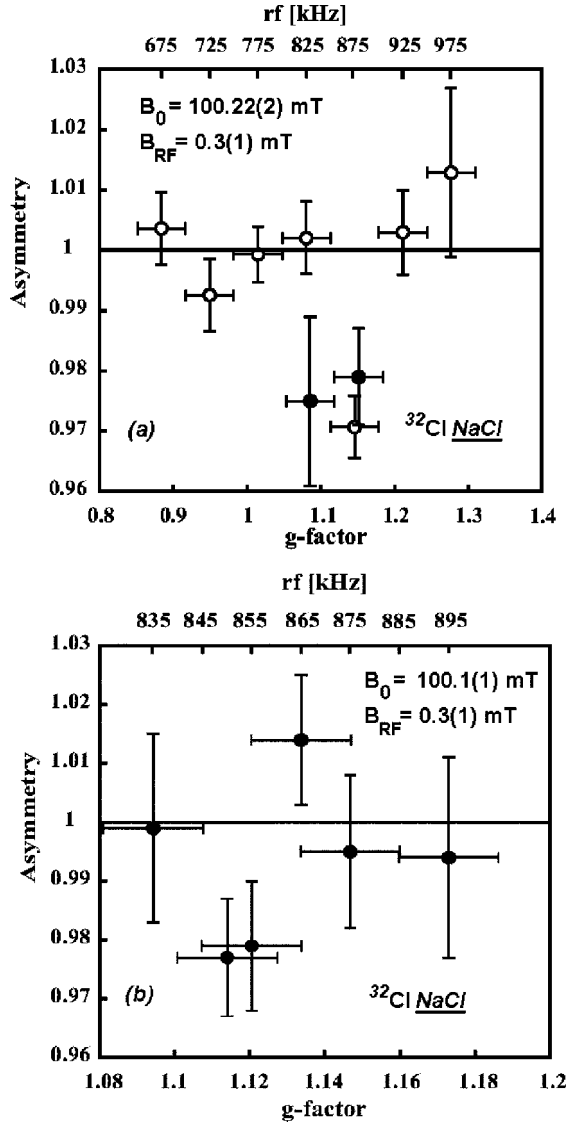 rf [kHz]
675 725 775 825 875 925 975
1.03
1.02
1.01
1
0.99
0.98
0.97
0.96
Asymmetry
B0 = 100.22(2) mT
BRF = 0.3(1) mT
(a)
32Cl NaCl
0.8 0.9 1 1.1 1.2 1.3 1.4
g-factor
rf [kHz]
835 845 855 865 875 885 895
1.03
1.02
1.01
1
0.99
0.98
0.97
0.96
Asymmetry
B0 = 100.1(1) mT
BRF = 0.3(1) mT
(b)
32Cl NaCl
1.08 1.1 1.12 1.14 1.16 1.18 1.2
g-factor